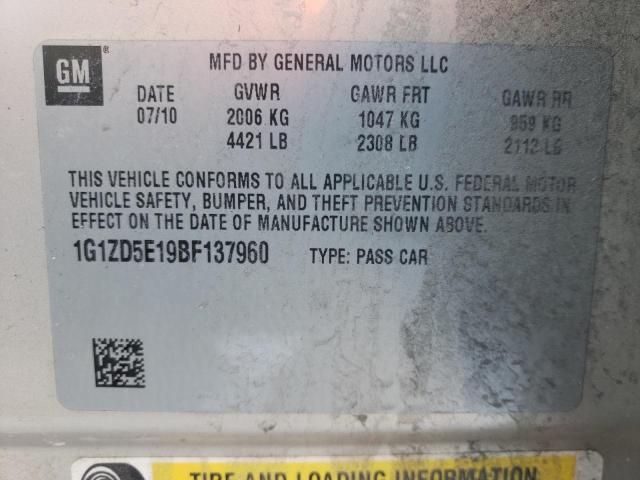 GM ® MFD BY GENERAL MOTORS LLC
DATE GVWR GAWR FRT GAWR RR
07/10 2006 KG 1047 KG 959 KG
4421 LB 2308 LB 2112 LB
THIS VEHICLE CONFORMS TO ALL APPLICABLE U.S. FEDERAL MOTOR
VEHICLE SAFETY, BUMPER, AND THEFT PREVENTION STANDARDS IN
EFFECT ON THE DATE OF MANUFACTURE SHOWN ABOVE.
1G1ZD5E19BF137960 TYPE: PASS CAR
TIRE AND LOADING INFORMATION